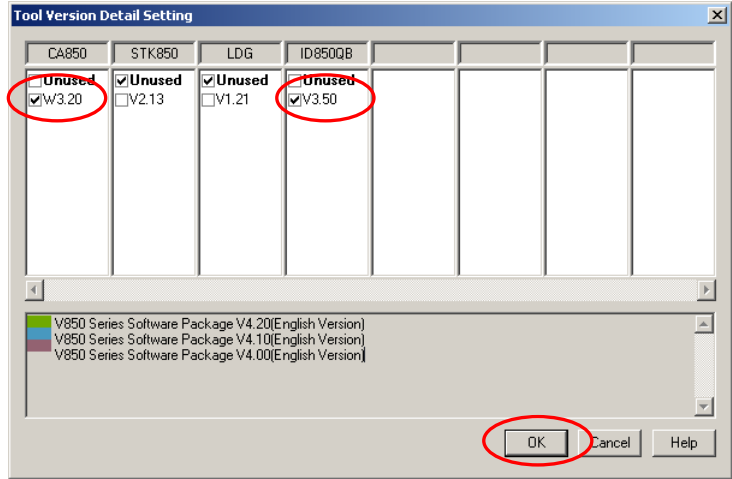 Tool Version Detail Setting
CA850 STK850 LDG ID850QB
Unused Unused Unused Unused
W3.20 V2.13 V1.21 V3.50
V850 Series Software Package V4.20(English Version)
V850 Series Software Package V4.10(English Version)
V850 Series Software Package V4.00(English Version)
OK Cancel Help